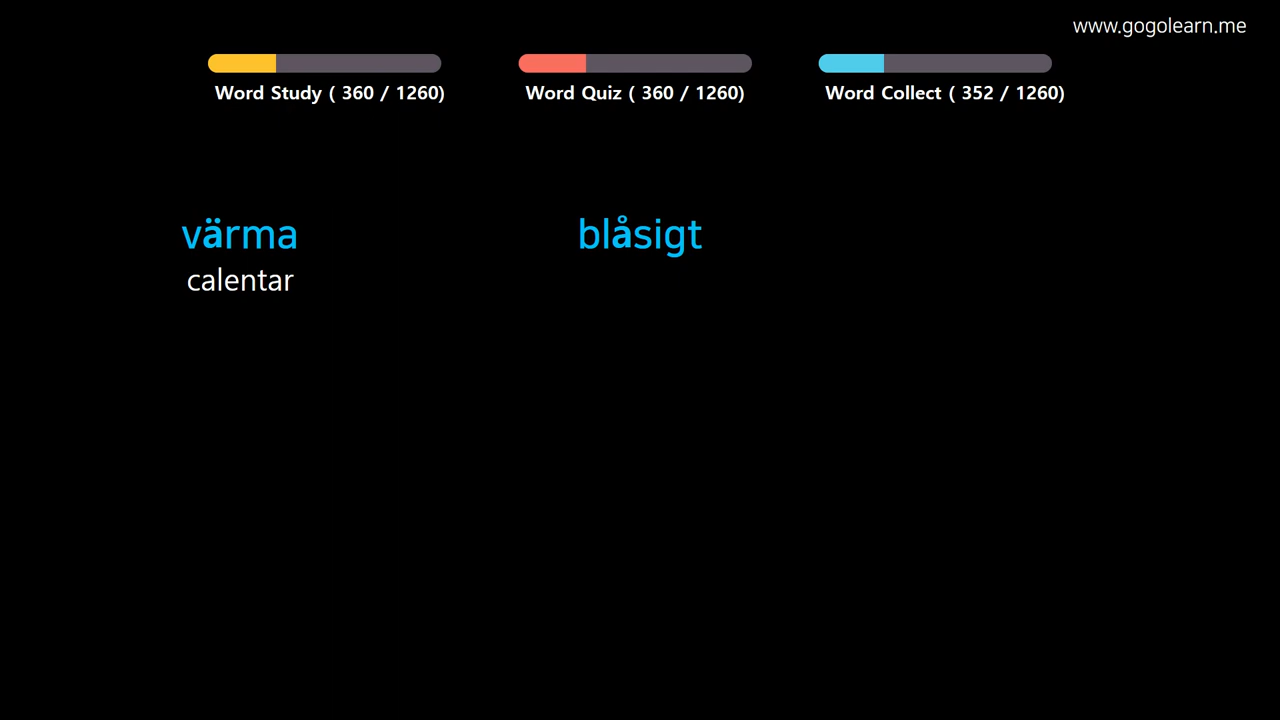 www.gogolearn.me
Word Study ( 360 / 1260)
Word Quiz ( 360 / 1260)
Word Collect ( 352 / 1260)
värma
calentar
blåsigt